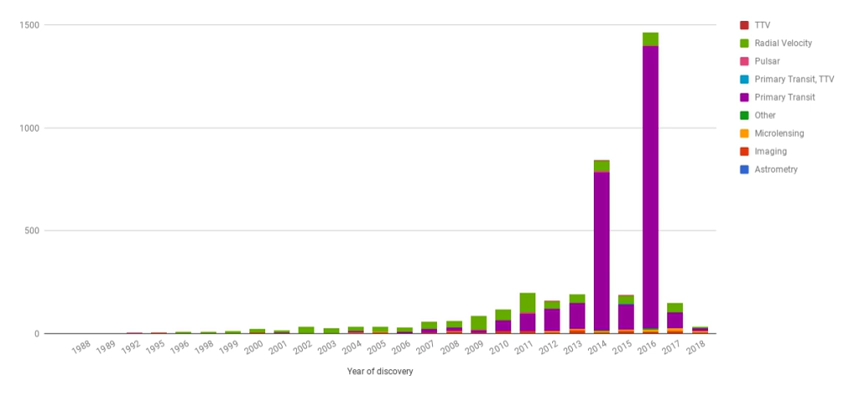 1500
1000
500
0
1988 1989 1992 1995 1996 1998 1999 2000 2001 2002 2003 2004 2005 2006 2007 2008 2009 2010 2011 2012 2013 2014 2015 2016 2017 2018
Year of discovery
TTV
Radial Velocity
Pulsar
Primary Transit, TTV
Primary Transit
Other
Microlensing
Imaging
Astrometry